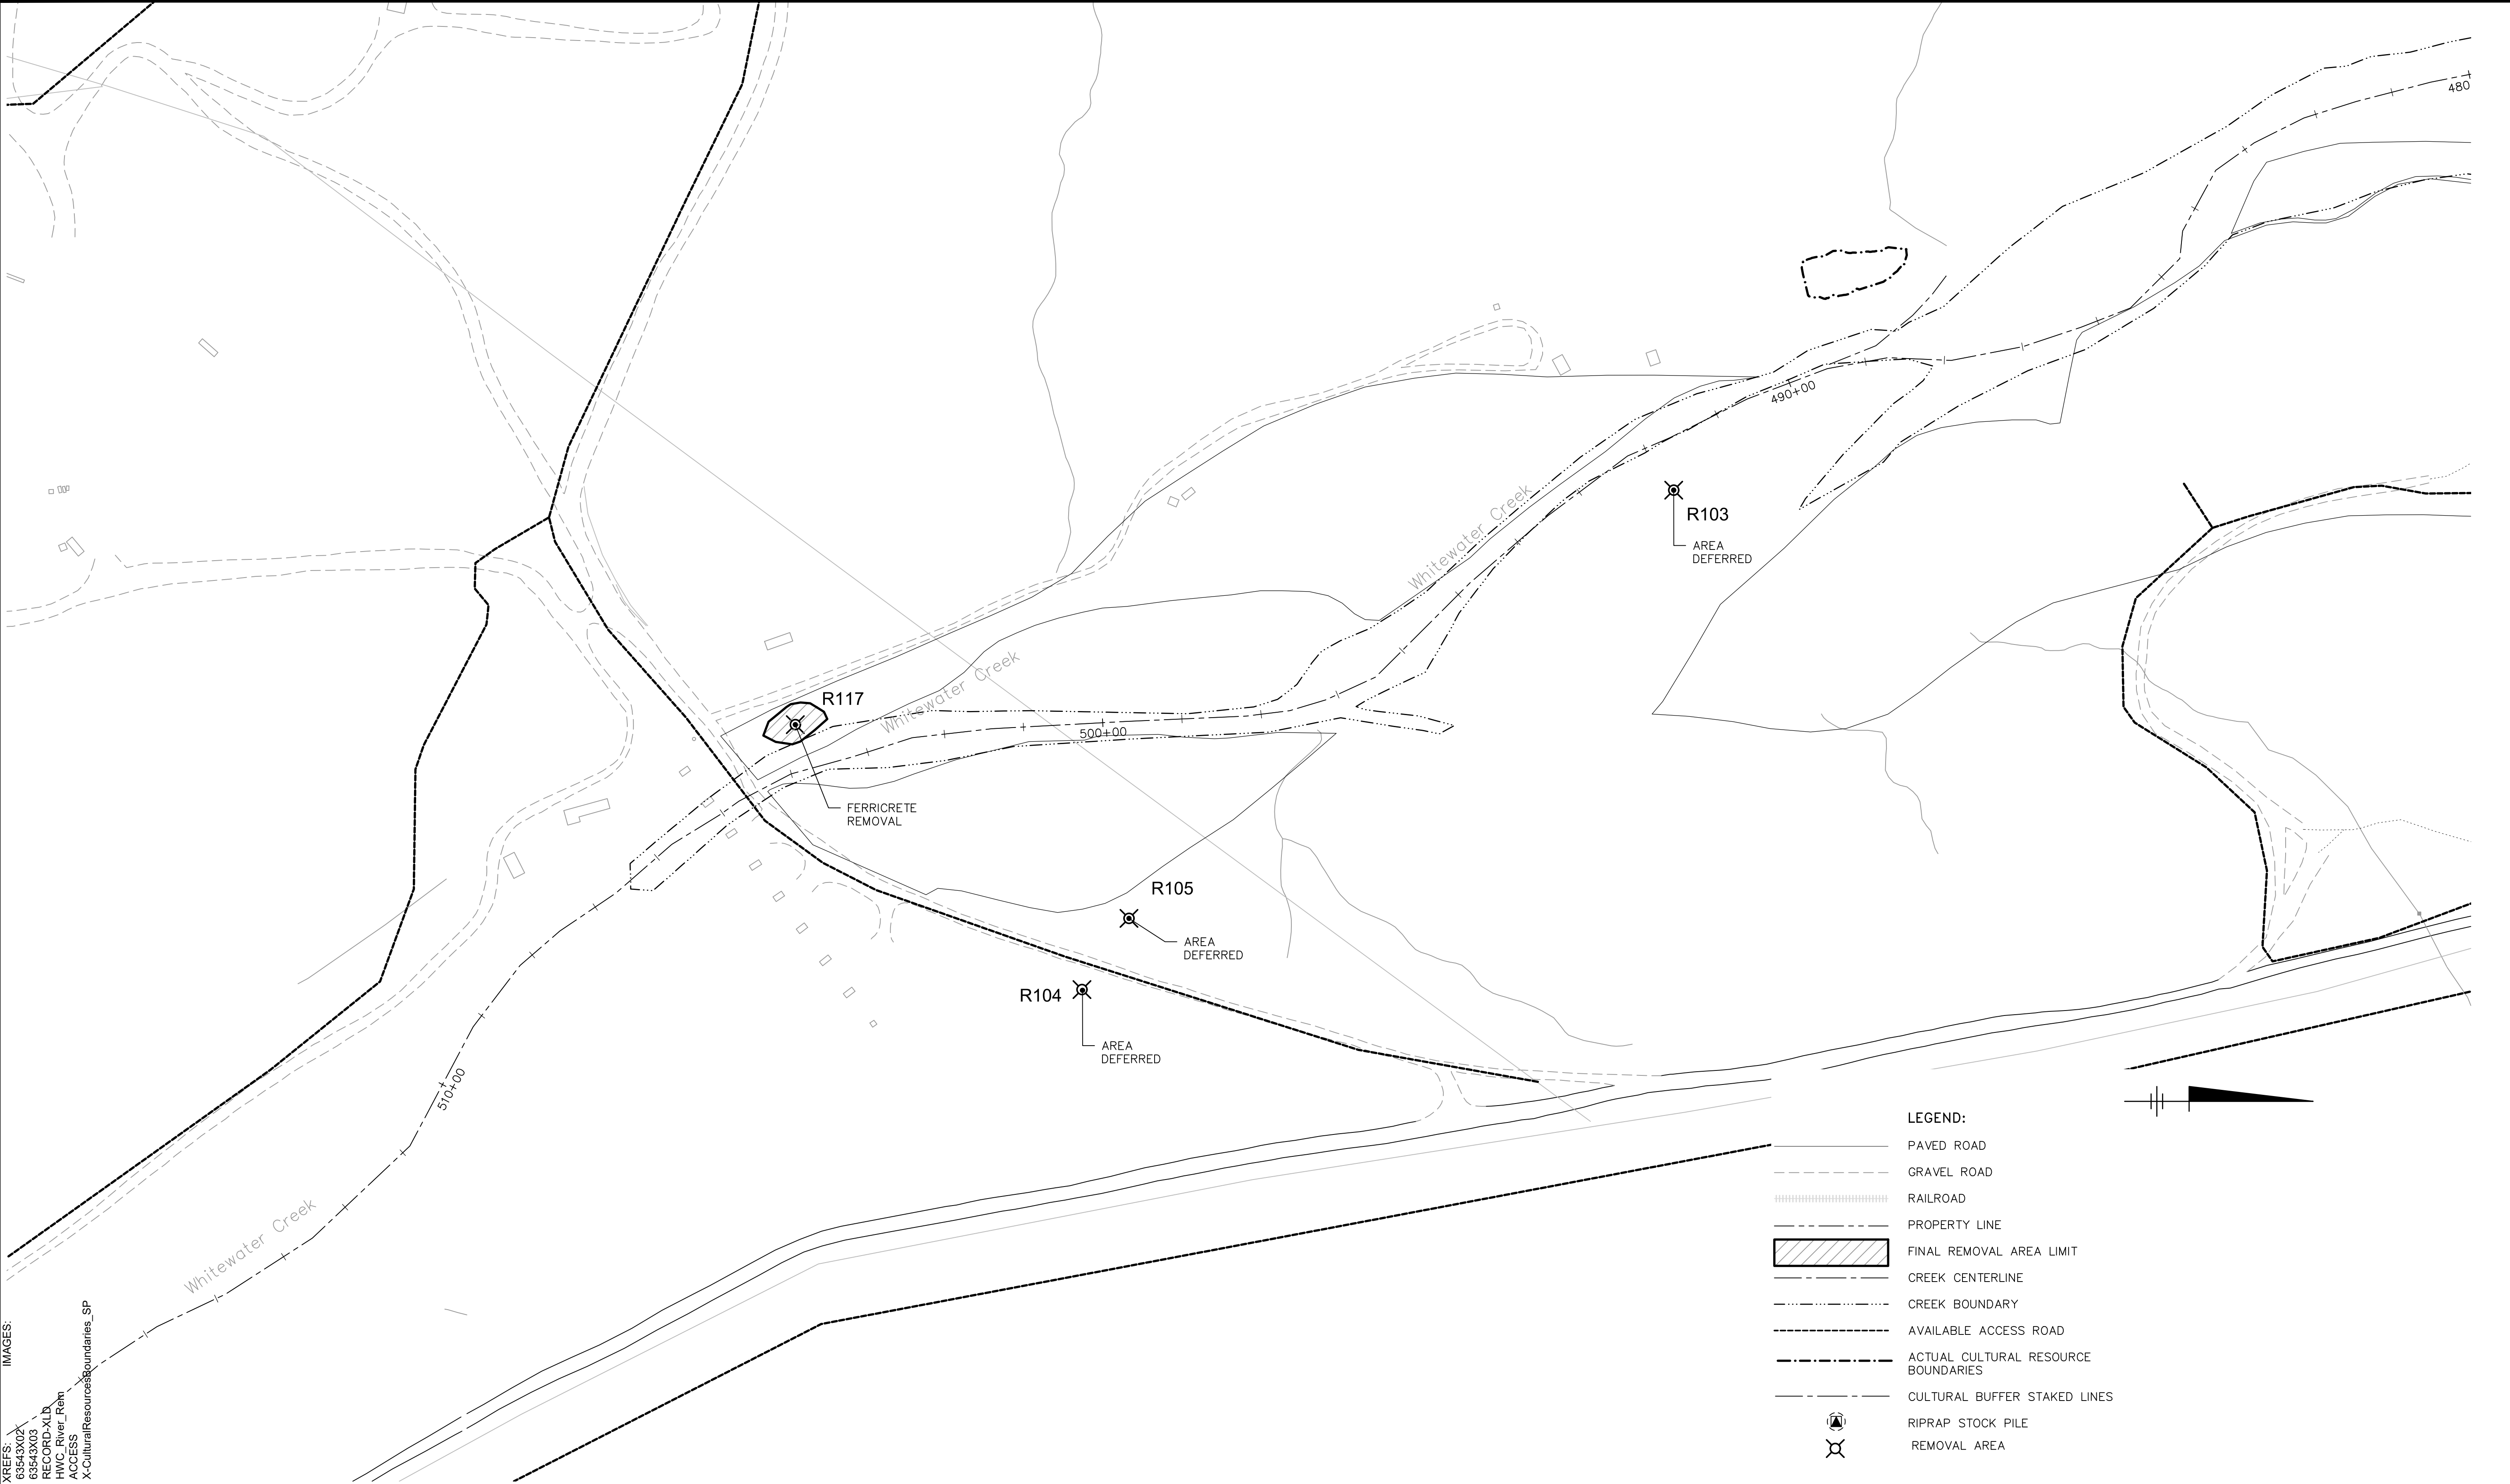 480
490+00
Whitewater Creek
R103
AREA
DEFERRED
Whitewater Creek
R117
500+00
FERRICRETE
REMOVAL
R105
AREA
DEFERRED
R104
AREA
DEFERRED
510+00
Whitewater Creek
LEGEND:
PAVED ROAD
GRAVEL ROAD
RAILROAD
PROPERTY LINE
FINAL REMOVAL AREA LIMIT
CREEK CENTERLINE
CREEK BOUNDARY
AVAILABLE ACCESS ROAD
ACTUAL CULTURAL RESOURCE
BOUNDARIES
CULTURAL BUFFER STAKED LINES
RIPRAP STOCK PILE
REMOVAL AREA
XREFS: IMAGES:
63543X02
63543X03
RECORD-XLD
HWC_River_Rem
ACCESS
X-CulturalResourcesBoundaries_SP